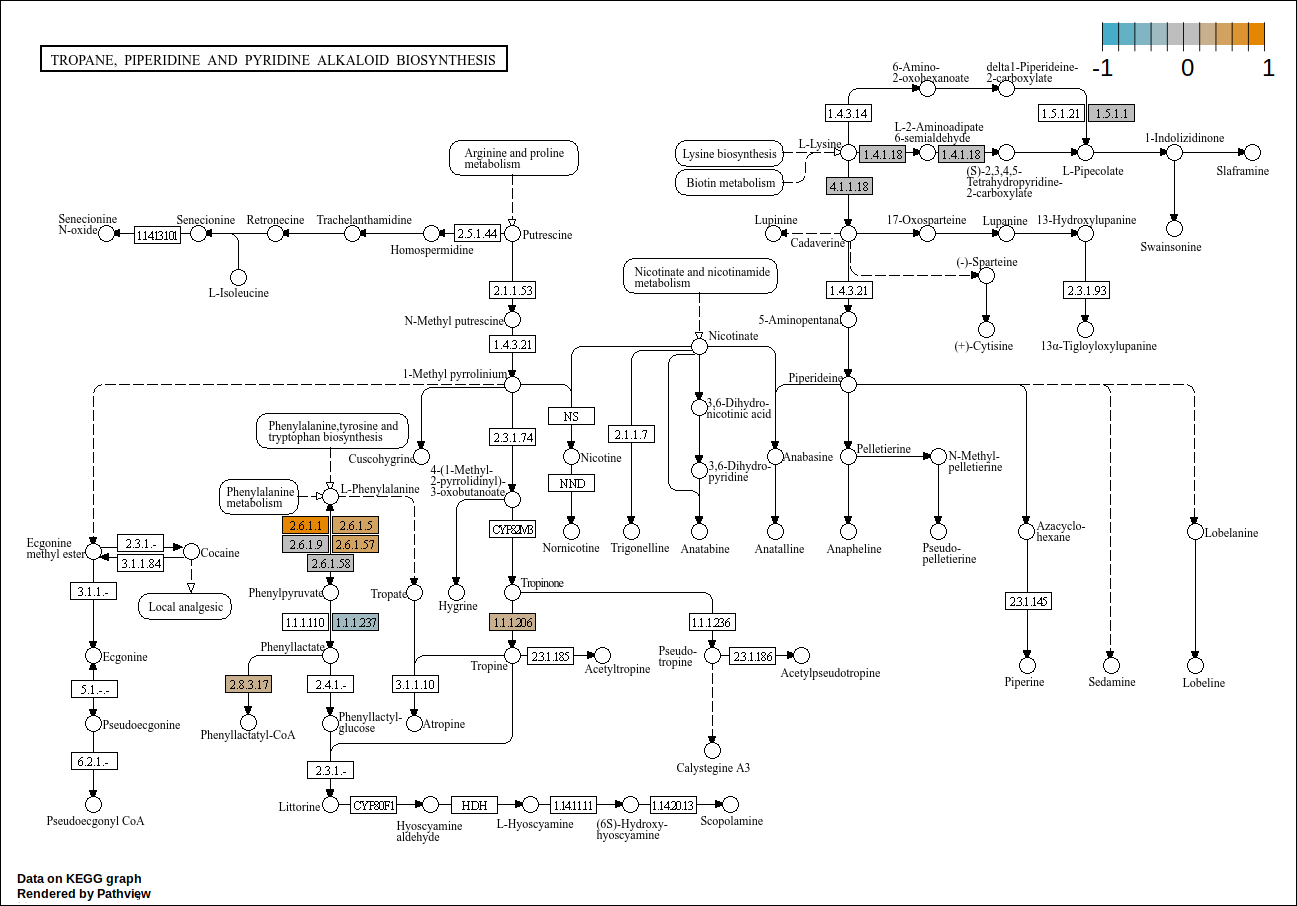 TROPANE, PIPERIDINE AND PYRIDINE ALKALOID BIOSYNTHESIS
-1 0 1
6-Amino-
2-oxohexanoate
delta1-Piperideine-
2-carboxylate
1.4.3.14
1.5.1.21
1.5.1.1
L-2-Aminoadipate
6-semialdehyde
1-Indolizidinone
Arginine and proline
metabolism
Lysine biosynthesis
L-Lysine
1.4.1.18
1.4.1.18
Biotin metabolism
4.1.1.18
(S)-2,3,4,5-
Tetrahydropyridine-
2-carboxylate
L-Pipecolate
Slaframine
Senecionine
N-oxide
11413101
Senecionine
Retronecine
Trachelanthamidine
Homospermidine
2.5.1.44
Putrescine
Lupinine
Cadaverine
17-Oxosparteine
Lupanine
13-Hydroxylupanine
Swainsonine
L-Isoleucine
Nicotinate and nicotinamide
metabolism
(-)-Sparteine
2.1.1.53
1.4.3.21
2.3.1.93
N-Methyl putrescine
5-Aminopentanal
1.4.3.21
Nicotinate
(+)-Cytisine
13α-Tigloyloxylupanine
1-Methyl pyrrolinium
Piperideine
3,6-Dihydro-
nicotinic acid
Phenylalanine,tyrosine and
tryptophan biosynthesis
NS
2.3.1.74
2.1.1.7
Cuscohygrine
Nicotine
Anabasine
Pelletierine
N-Methyl-
pelletierine
4-(1-Methyl-
2-pyrrolidinyl)-
3-oxobutanoate
3,6-Dihydro-
pyridine
Phenylalanine
metabolism
L-Phenylalanine
NND
2.6.1.1
2.6.1.5
CYP82M3
Azacyclo-
hexane
Lobelanine
2.6.1.9
2.6.1.57
2.6.1.58
Ecgonine
methyl ester
2.3.1.-
3.1.1.84
Cocaine
Nornicotine
Trigonelline
Anatabine
Anatalline
Anapheline
Pseudo-
pelletierine
3.1.1.-
Local analgesic
Phenylpyruvate
Tropate
Hygrine
Tropinone
2.3.1.145
1.1.1.110
1.1.1.237
1.1.1.206
1.1.1.236
Ecgonine
Phenyllactate
Tropine
2.3.1.185
Acetyltropine
Pseudo-
tropine
2.3.1.186
Acetylpseudotropine
5.1.-.-
2.8.3.17
2.4.1.-
3.1.1.10
Piperine
Sedamine
Lobeline
Pseudoecgonine
Phenyllactatyl-CoA
Phenyllactyl-
glucose
Atropine
6.2.1.-
2.3.1.-
Calystegine A3
Pseudoecgonyl CoA
Littorine
CYP80F1
Hyoscyamine
aldehyde
HDH
L-Hyoscyamine
1.14.11.11
(6S)-Hydroxy-
hyoscyamine
1.14.20.13
Scopolamine
Data on KEGG graph
Rendered by Pathview